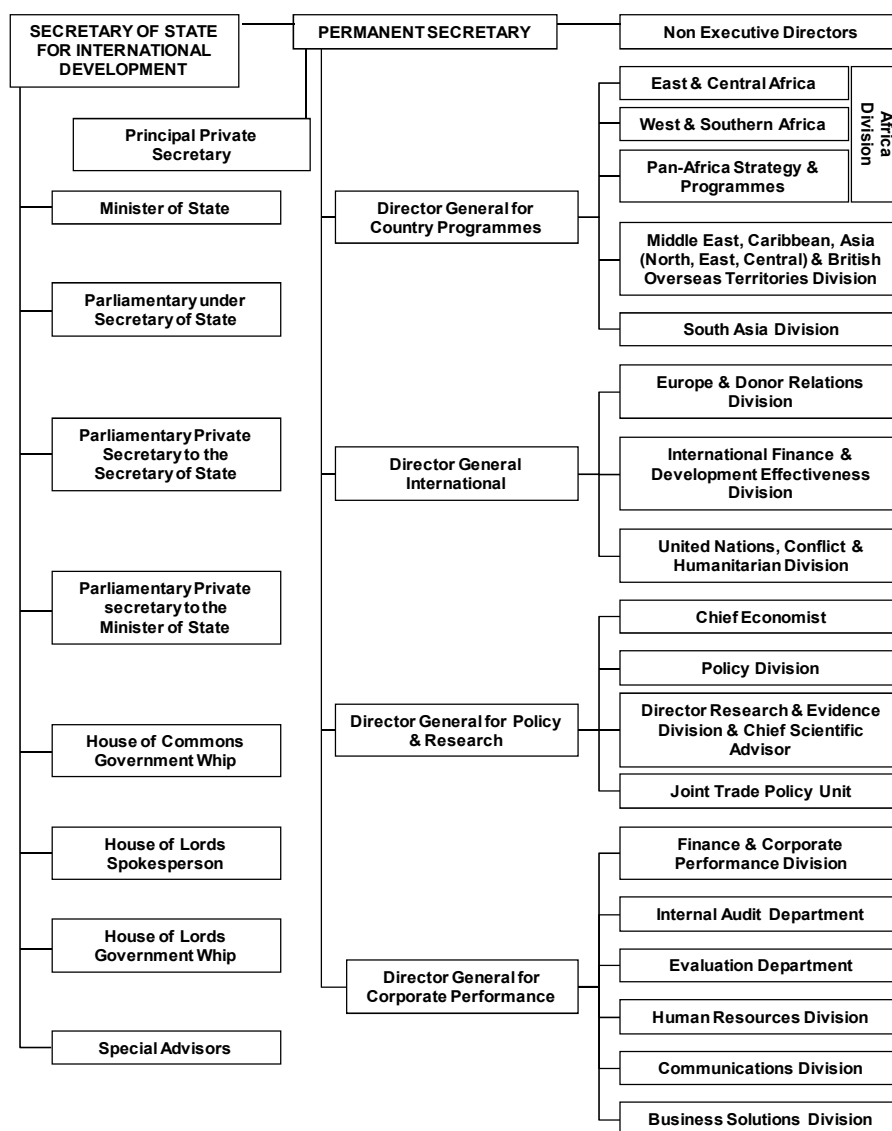 SECRETARY OF STATE
FOR INTERNATIONAL
DEVELOPMENT
PERMANENT SECRETARY
Non Executive Directors
Principal Private
Secretary
Minister of State
Parliamentary under
Secretary of State
Parliamentary Private
Secretary to the
Secretary of State
Parliamentary Private
secretary to the
Minister of State
House of Commons
Government Whip
House of Lords
Spokesperson
House of Lords
Government Whip
Special Advisors
Director General for
Country Programmes
East & Central Africa
West & Southern Africa
Pan-Africa Strategy &
Programmes
Africa
Division
Middle East, Caribbean, Asia
(North, East, Central) & British
Overseas Territories Division
South Asia Division
Director General
International
Europe & Donor Relations
Division
International Finance &
Development Effectiveness
Division
United Nations, Conflict &
Humanitarian Division
Director General for Policy
& Research
Chief Economist
Policy Division
Director Research & Evidence
Division & Chief Scientific
Advisor
Joint Trade Policy Unit
Director General for
Corporate Performance
Finance & Corporate
Performance Division
Internal Audit Department
Evaluation Department
Human Resources Division
Communications Division
Business Solutions Division